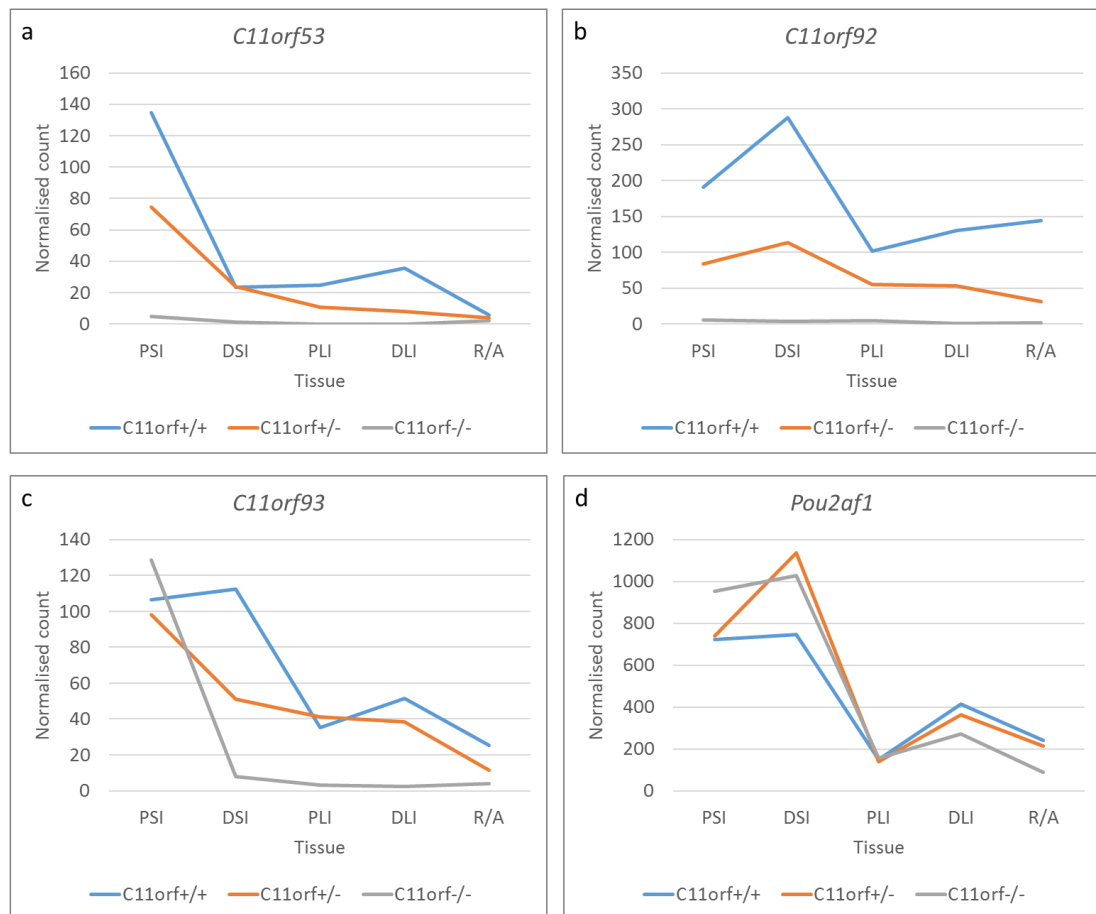 a
C11orf53
160
140
120
100
80
60
40
20
0
Normalised count
PSI DSI PLI DLI R/A
Tissue
C11orf+/+ C11orf+/- C11orf-/-
b
C11orf92
350
300
250
200
150
100
50
0
Normalised count
PSI DSI PLI DLI R/A
Tissue
C11orf+/+ C11orf+/- C11orf-/-
c
C11orf93
140
120
100
80
60
40
20
0
Normalised count
PSI DSI PLI DLI R/A
Tissue
C11orf+/+ C11orf+/- C11orf-/-
d
Pou2af1
1200
1000
800
600
400
200
0
Normalised count
PSI DSI PLI DLI R/A
Tissue
C11orf+/+ C11orf+/- C11orf-/-